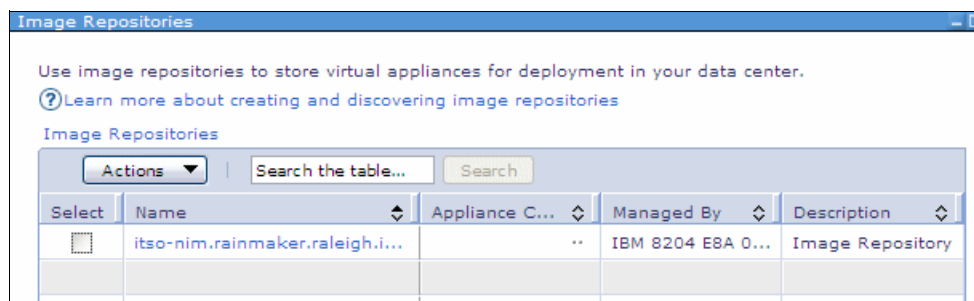 Image Repositories
Use image repositories to store virtual appliances for deployment in your data center.
Learn more about creating and discovering image repositories
Image Repositories
Actions Search the table... Search
Select Name Appliance C... Managed By Description
itso-nim.rainmaker.raleigh.i... -- IBM 8204 E8A 0... Image Repository